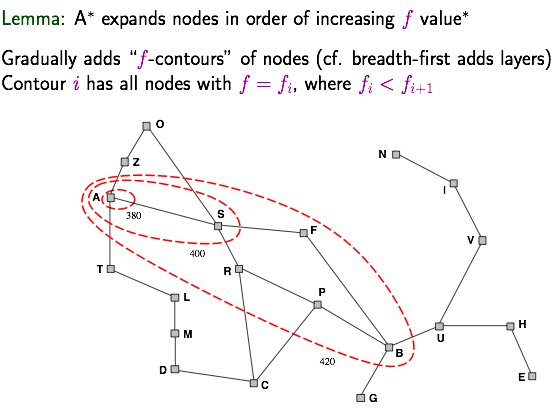 Lemma: A* expands nodes in order of increasing f value*
Gradually adds “f-contours” of nodes (cf. breadth-first adds layers)
Contour i has all nodes with f = fᵢ, where fᵢ < fᵢ₊₁
O
N
Z
I
A
380
S
F
V
400
T
R
L
P
M
H
U
B
420
D
C
E
G